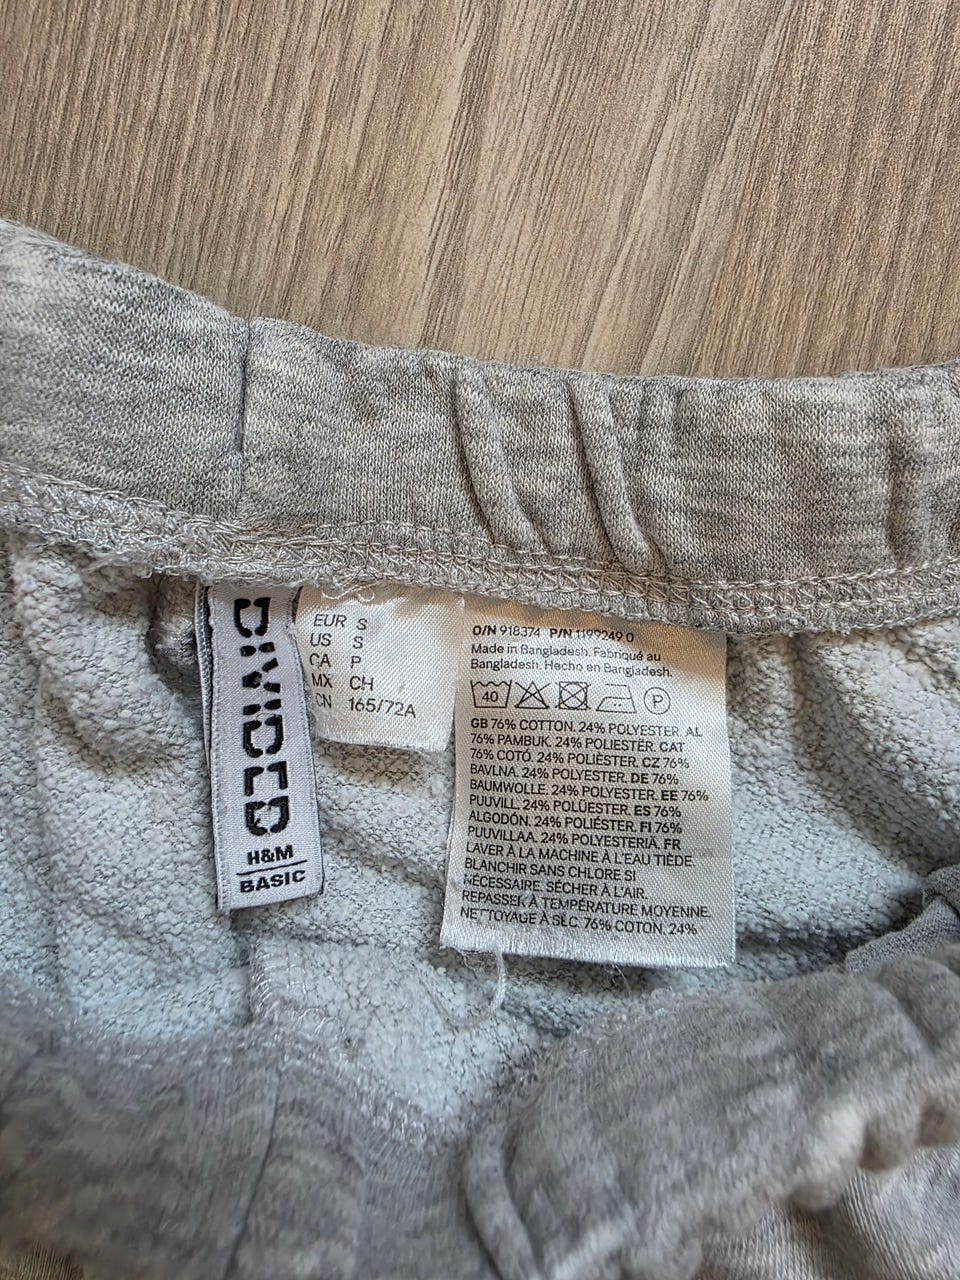 DIVIDED
H&M
BASIC
EUR S
US S
CA P
MX CH
CN 165/72A
O/N 918374 P/N 1199249 0
Made in Bangladesh. Fabriqué au
Bangladesh. Hecho en Bangladesh.
40
P
GB 76% COTTON. 24% POLYESTER. AL
76% PAMBUK. 24% POLIESTËR. CAT
76% COTÓ. 24% POLIÈSTER. CZ 76%
BAVLNA. 24% POLYESTER. DE 76%
BAUMWOLLE. 24% POLYESTER. EE 76%
PUUVILL. 24% POLÜESTER. ES 76%
ALGODÓN. 24% POLIÉSTER. FI 76%
PUUVILLAA. 24% POLYESTERIÄ. FR
LAVER À LA MACHINE À L'EAU TIÈDE.
BLANCHIR SANS CHLORE SI
NÉCESSAIRE. SÉCHER À L'AIR.
REPASSER À TEMPÉRATURE MOYENNE.
NETTOYAGE À SEC. 76% COTON. 24%